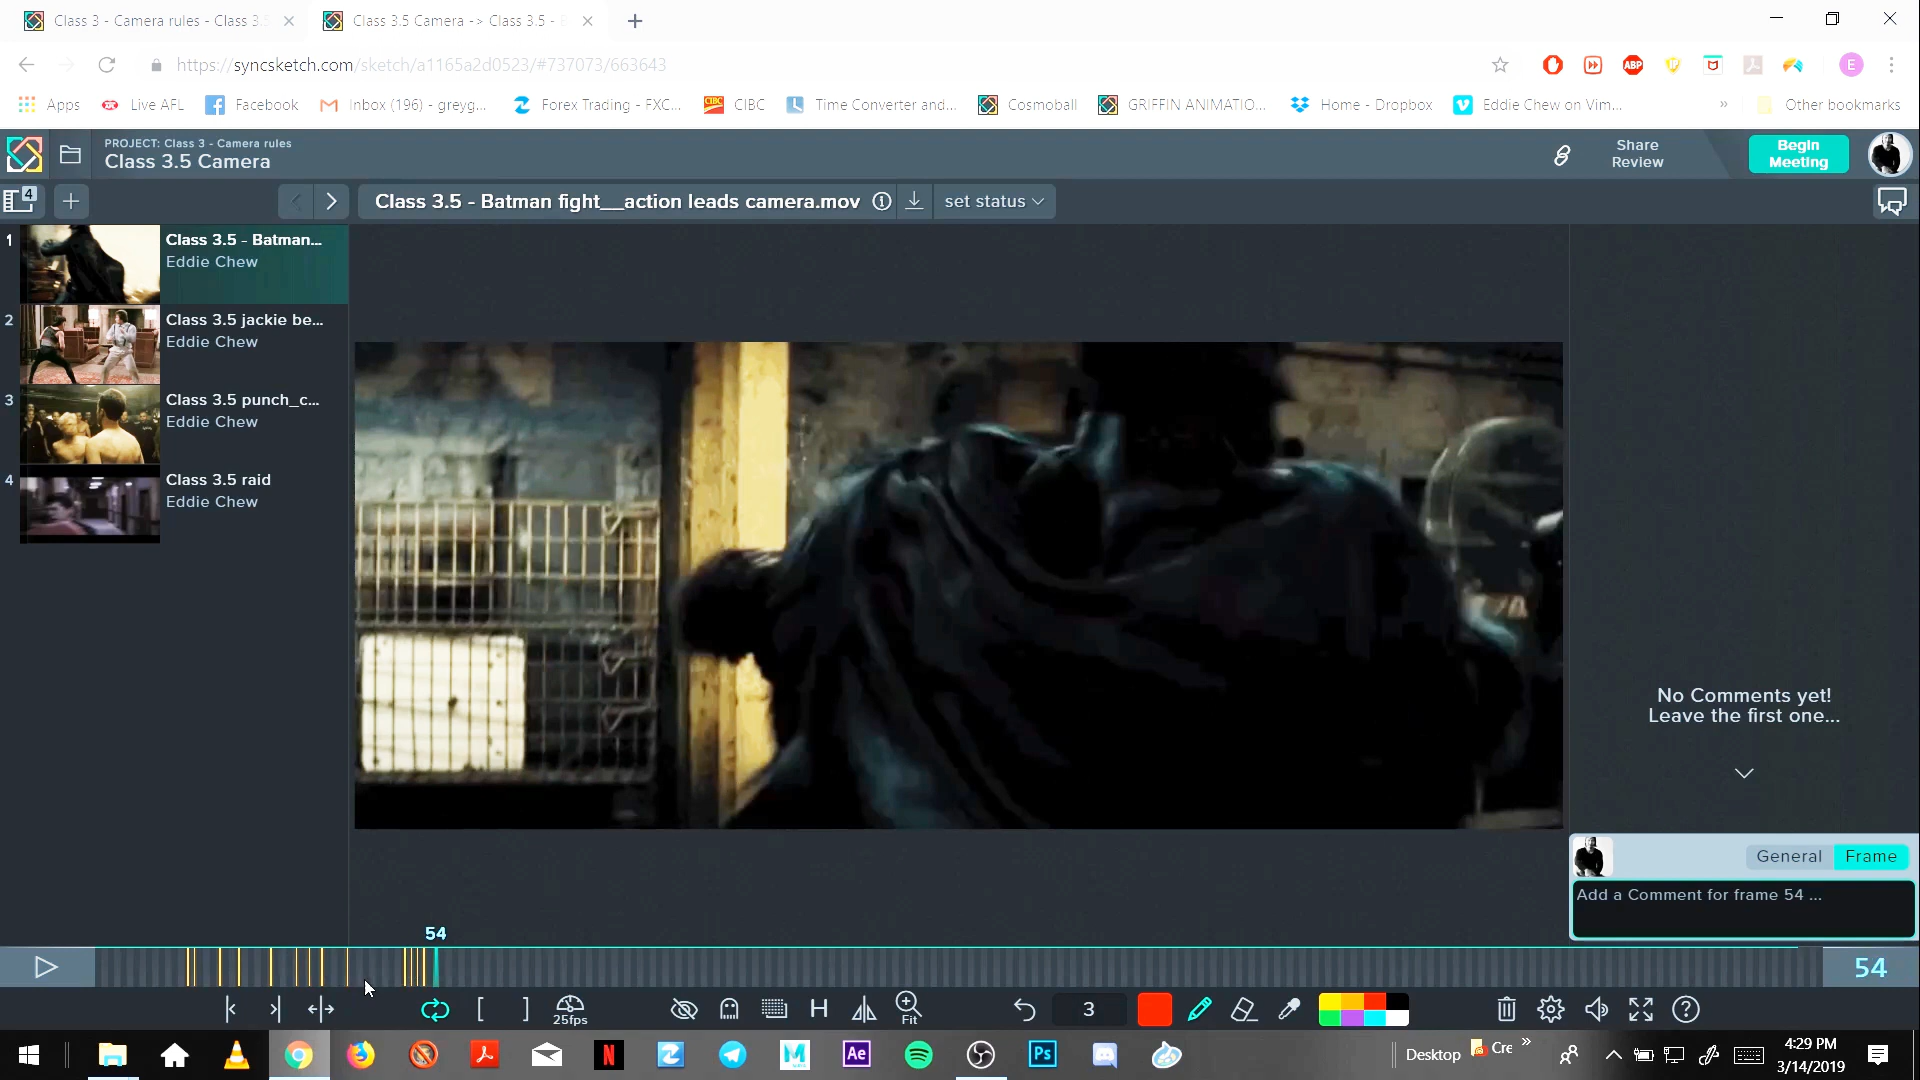 Class 3 - Camera rules - Class 3.5
Class 3.5 Camera -> Class 3.5 -
https://syncsketch.com/sketch/a1165a2d0523/#737073/663643
ABP
E
Apps
Live AFL
Facebook
Inbox (196) - greyg...
Forex Trading - FXC...
CIBC
CIBC
Time Converter and...
Cosmoball
GRIFFIN ANIMATIO...
Home - Dropbox
Eddie Chew on Vim...
»
Other bookmarks
PROJECT: Class 3 - Camera rules
Class 3.5 Camera
Share
Review
Begin
Meeting
4
Class 3.5 - Batman fight__action leads camera.mov
set status
1
Class 3.5 - Batman...
Eddie Chew
2
Class 3.5 jackie be...
Eddie Chew
3
Class 3.5 punch_c...
Eddie Chew
4
Class 3.5 raid
Eddie Chew
No Comments yet!
Leave the first one...
General
Frame
Add a Comment for frame 54 ...
54
54
25fps
H
Fit
3
N
M
Ae
Ps
Desktop
Cre
»
4:29 PM
3/14/2019